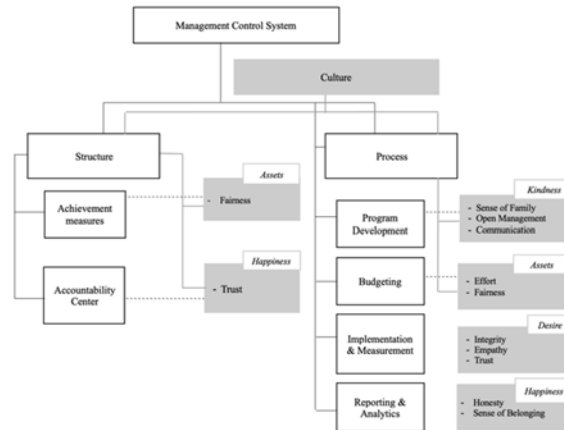 Management Control System
Culture
Structure
Process
Assets
- Fairness
Achievement
measures
Happiness
- Trust
Accountability
Center
Kindness
- Sense of Family
- Open Management
- Communication
Program
Development
Assets
- Effort
- Fairness
Budgeting
Desire
- Integrity
- Empathy
- Trust
Implementation
& Measurement
Happiness
- Honesty
- Sense of Belonging
Reporting &
Analytics